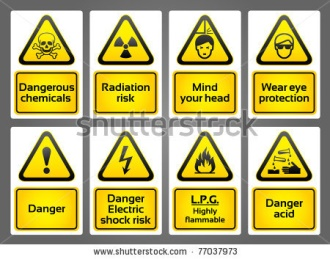 Dangerous
chemicals
Radiation
risk
Mind
your head
Wear eye
protection
shutterstock
Danger
Danger
Electric
shock risk
L.P.G.
Highly
flammable
Danger
acid
www.shutterstock.com · 77037973